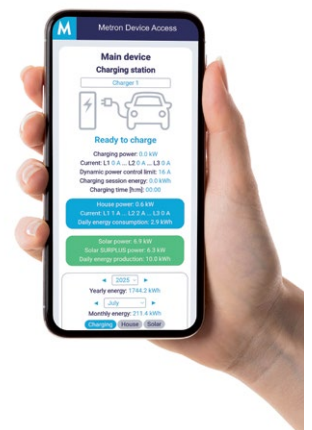 M
Metron Device Access
Main device
Charging station
Charger 1
Ready to charge
Charging power: 0.0 kW
Current: L1 0 A ... L2 0 A ... L3 0 A
Dynamic power control limit: 16 A
Charging session energy: 0.0 kWh
Charging time [h:m]: 00:00
House power: 0.6 kW
Current: L1 1 A ... L2 2 A ... L3 0 A
Daily energy consumption: 2.9 kWh
Solar power: 6.9 kW
Solar SURPLUS power: 6.3 kW
Daily energy production: 10.0 kWh
◄ 2025 ►
Yearly energy: 1744.2 kWh
◄ July ►
Monthly energy: 211.4 kWh
Charging House Solar